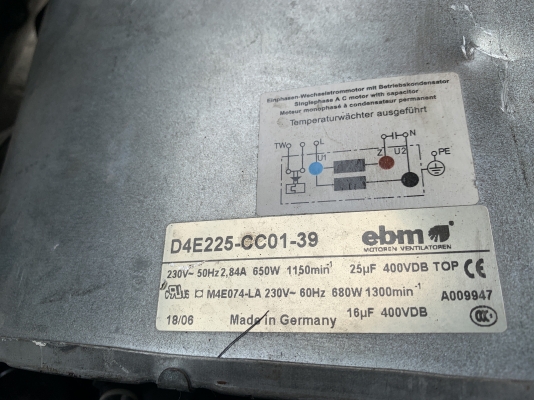 Einphasen-Wechselstrommotor mit Betriebskondensator
Singlephase A C motor with capacitor
Moteur monophasé à condensateur permanent
Temperaturwächter ausgeführt
TW L N
U1 Z U2 PE
D4E225-CC01-39 ebm
MOTOREN VENTILATOREN
230V~ 50Hz 2,84A 650W 1150min-1 25µF 400VDB TOP CE
M4E074-LA 230V~ 60Hz 680W 1300min-1 A009947
16µF 400VDB
18/06 Made in Germany